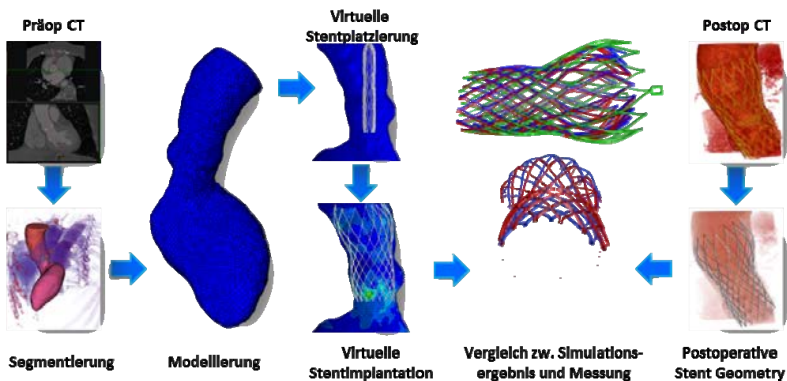 Präop CT
Virtuelle
Stentplatzierung
Postop CT
Segmentierung
Modellierung
Virtuelle
Stentimplantation
Vergleich zw. Simulations-
ergebnis und Messung
Postoperative
Stent Geometry